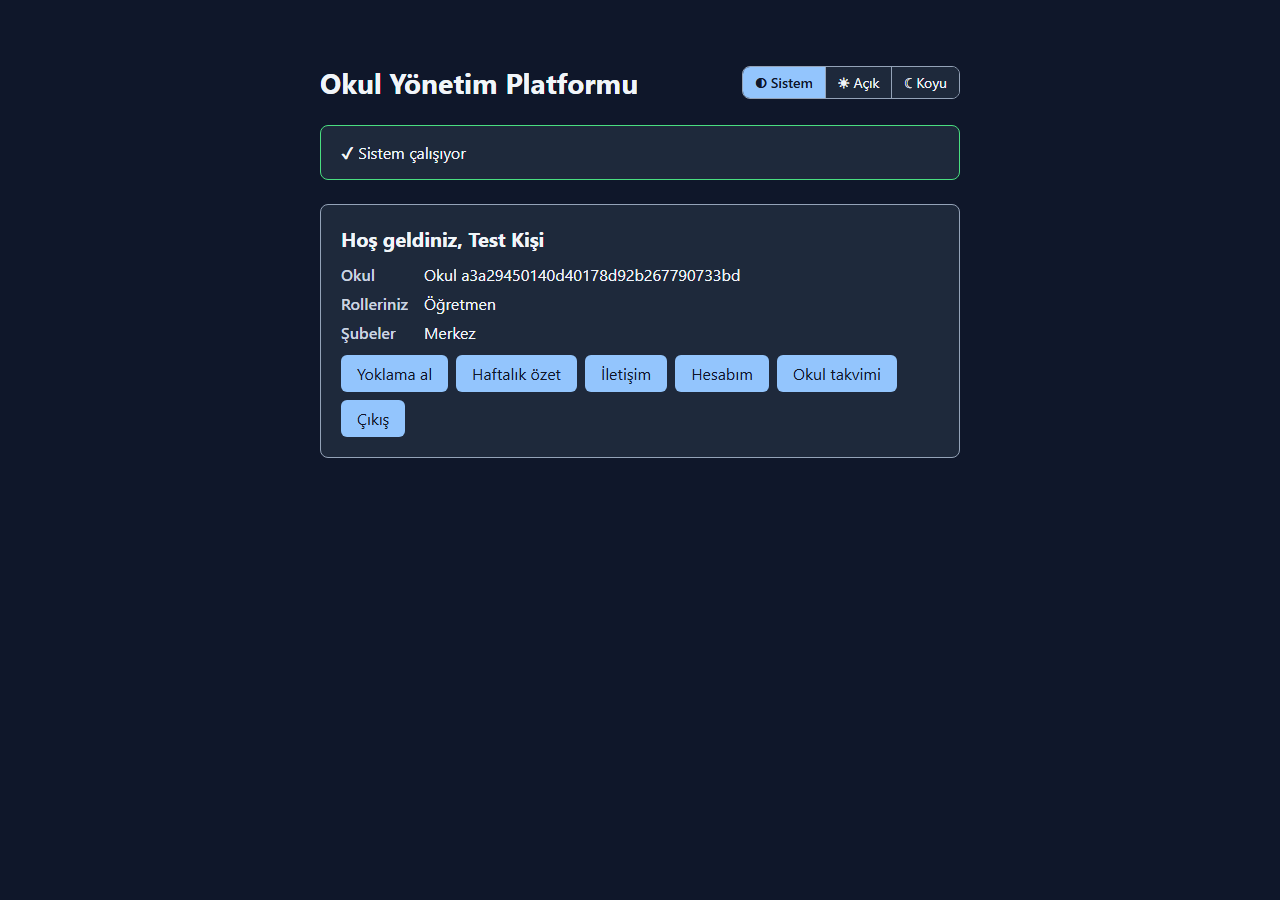 Okul Yönetim Platformu
◐ Sistem ☀ Açık ☾ Koyu
✔ Sistem çalışıyor
Hoş geldiniz, Test Kişi
Okul Okul a3a29450140d40178d92b267790733bd
Rolleriniz Öğretmen
Şubeler Merkez
Yoklama al Haftalık özet İletişim Hesabım Okul takvimi
Çıkış